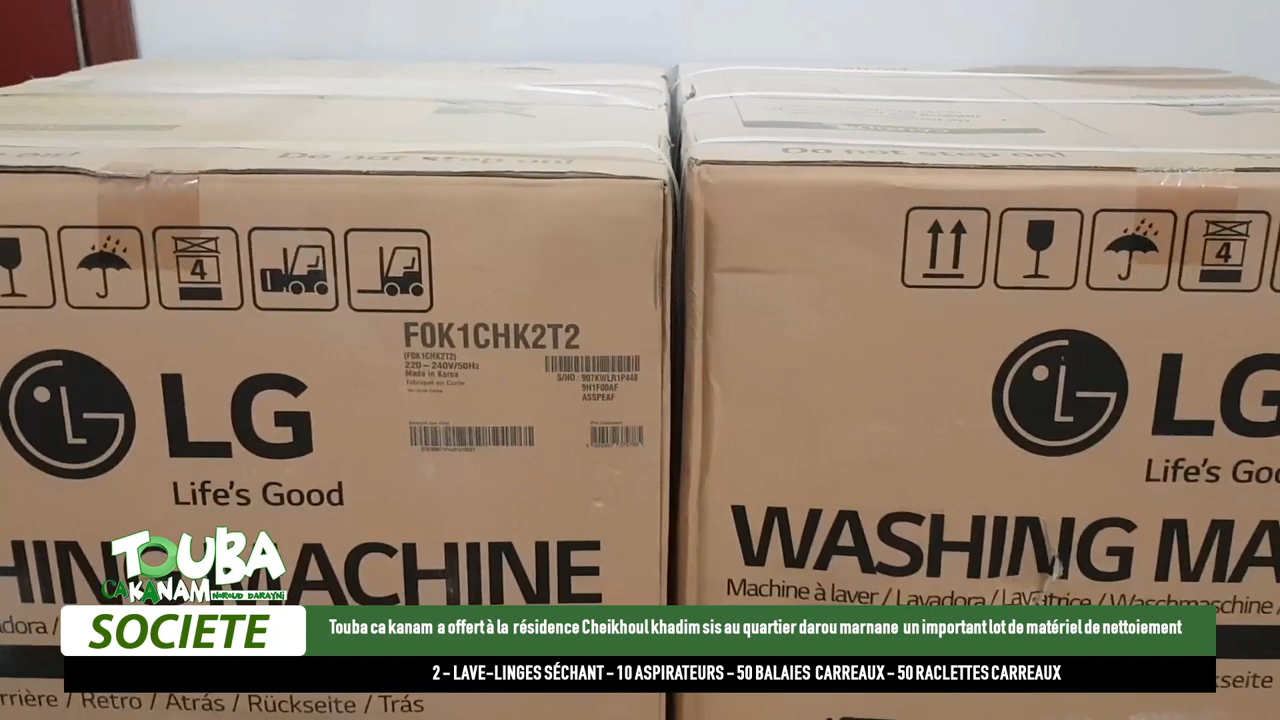 Do not step on!
Do not step on!
4
4
F0K1CHK2T2
(F0K1CHK2T2)
220 – 240V/50Hz
Made in Korea
Fabriqué en Corée
S/NO.: 907KWLR1P448
9H1F00AF
ASSPEAF
LG
Life's Good
LG
Life's Goo
HING MACHINE
WASHING MA
Machine à laver / Lavadora / Lavatrice / Waschmaschine /
adora /
TOUBA
CA KANAM
NOROUD DARAYNI
SOCIETE
Touba ca kanam a offert à la résidence Cheikhoul khadim sis au quartier darou marnane un important lot de matériel de nettoiement
2 - LAVE-LINGES SÉCHANT - 10 ASPIRATEURS - 50 BALAIES CARREAUX - 50 RACLETTES CARREAUX
rrière / Retro / Atrás / Rückseite / Trás
kseite